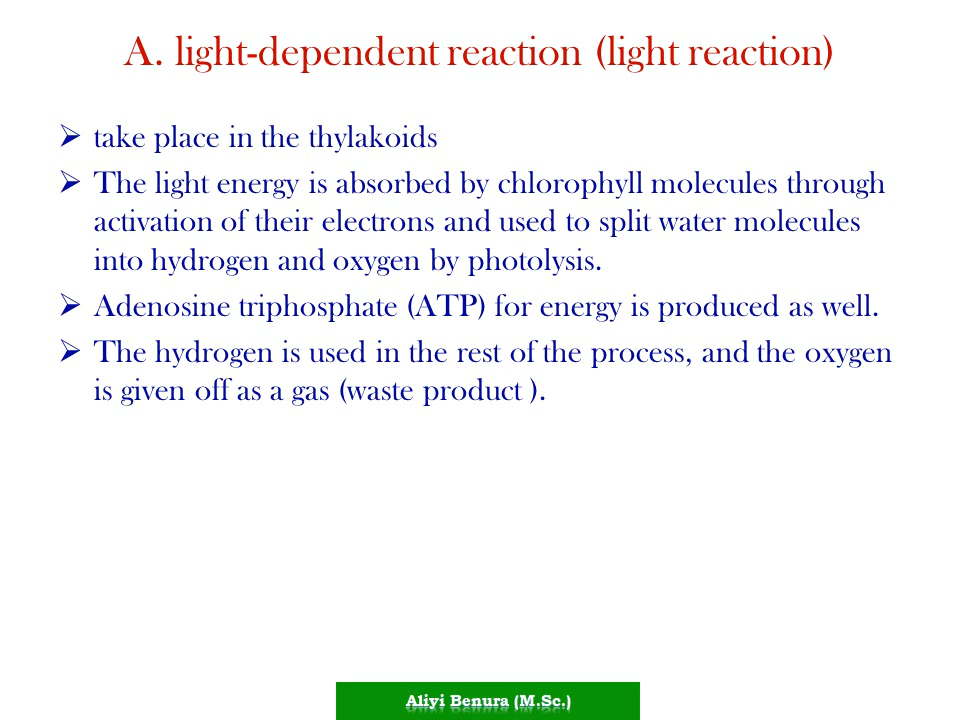 A. light-dependent reaction (light reaction)
➢ take place in the thylakoids
➢ The light energy is absorbed by chlorophyll molecules through
activation of their electrons and used to split water molecules
into hydrogen and oxygen by photolysis.
➢ Adenosine triphosphate (ATP) for energy is produced as well.
➢ The hydrogen is used in the rest of the process, and the oxygen
is given off as a gas (waste product ).
Aliyi Benura (M.Sc.)